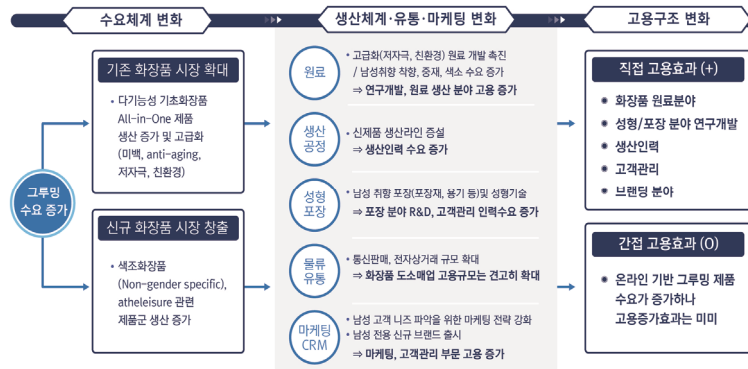 수요체계 변화
생산체계·유통·마케팅 변화
고용구조 변화
그루밍
수요 증가
기존 화장품 시장 확대
• 다기능성 기초화장품
All-in-One 제품
생산 증가 및 고급화
(미백, anti-aging,
저자극, 친환경)
신규 화장품 시장 창출
• 색조화장품
(Non-gender specific),
atheleisure 관련
제품군 생산 증가
원료
• 고급화(저자극, 친환경) 원료 개발 촉진
/ 남성취향 착향, 중재, 색소 수요 증가
⇒ 연구개발, 원료 생산 분야 고용 증가
생산
공정
• 신제품 생산라인 증설
⇒ 생산인력 수요 증가
성형
포장
• 남성 취향 포장(포장재, 용기 등)및 성형기술
⇒ 포장 분야 R&D, 고객관리 인력수요 증가
물류
유통
• 통신판매, 전자상거래 규모 확대
⇒ 화장품 도소매업 고용규모는 견고히 확대
마케팅
CRM
• 남성 고객 니즈 파악을 위한 마케팅 전략 강화
• 남성 전용 신규 브랜드 출시
⇒ 마케팅, 고객관리 부문 고용 증가
직접 고용효과 (+)
• 화장품 원료분야
• 성형/포장 분야 연구개발
• 생산인력
• 고객관리
• 브랜딩 분야
간접 고용효과 (0)
• 온라인 기반 그루밍 제품
수요가 증가하나
고용증가효과는 미미